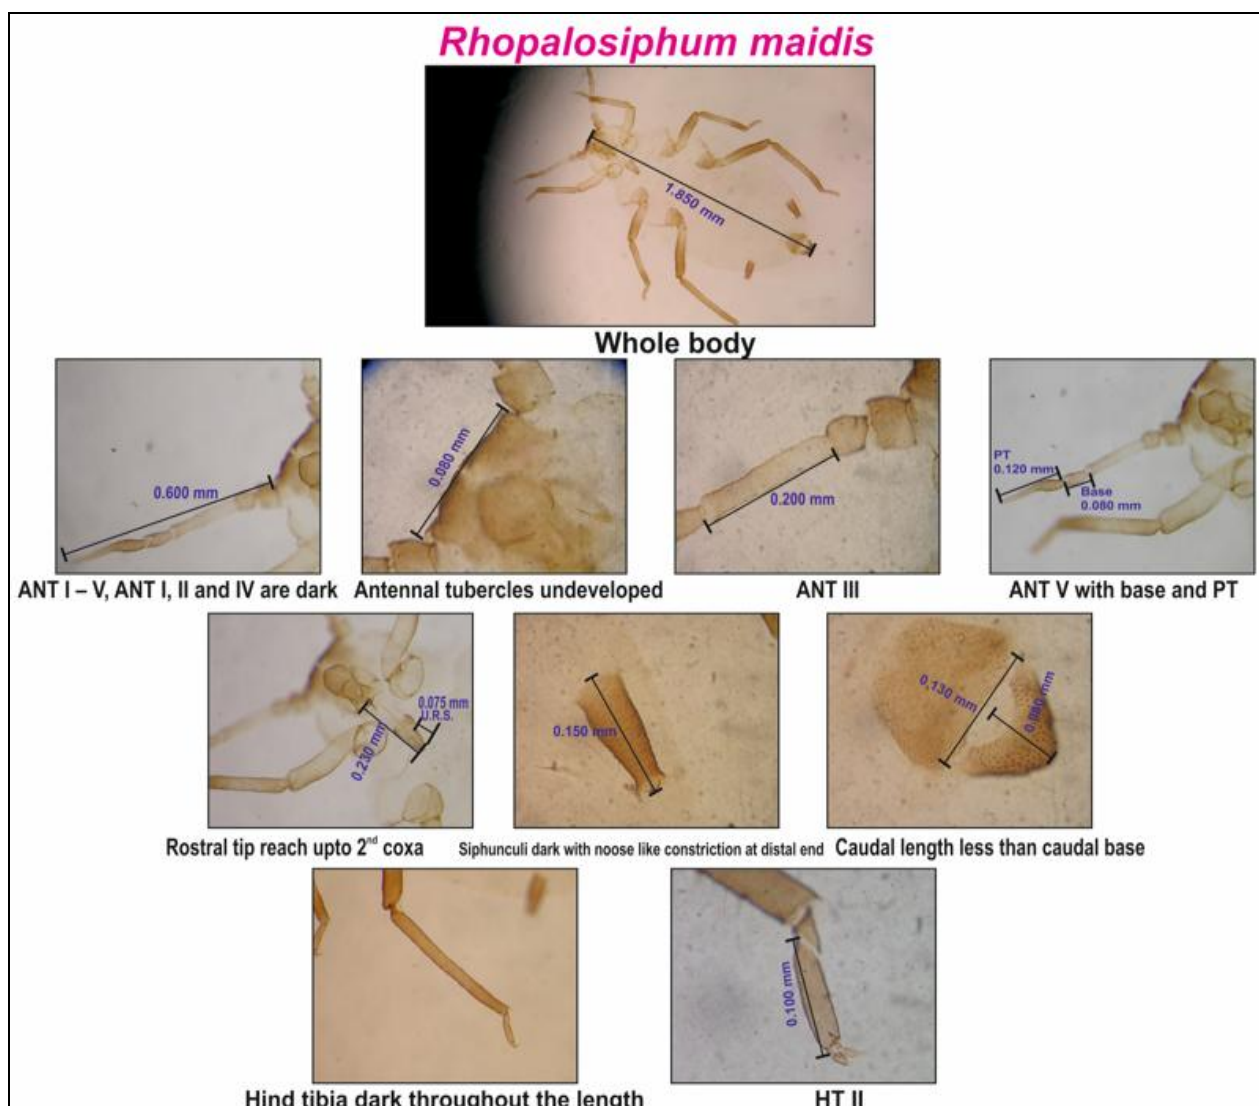 Rhopalosiphum maidis
1.850 mm
Whole body
0.600 mm
0.080 mm
0.200 mm
PT
0.120 mm
Base
0.080 mm
ANT I – V, ANT I, II and IV are dark
Antennal tubercles undeveloped
ANT III
ANT V with base and PT
0.230 mm
0.075 mm
U.R.S.
0.150 mm
0.130 mm
0.080 mm
Rostral tip reach upto 2nd coxa
Siphunculi dark with noose like constriction at distal end
Caudal length less than caudal base
0.100 mm
Hind tibia dark throughout the length
HT II